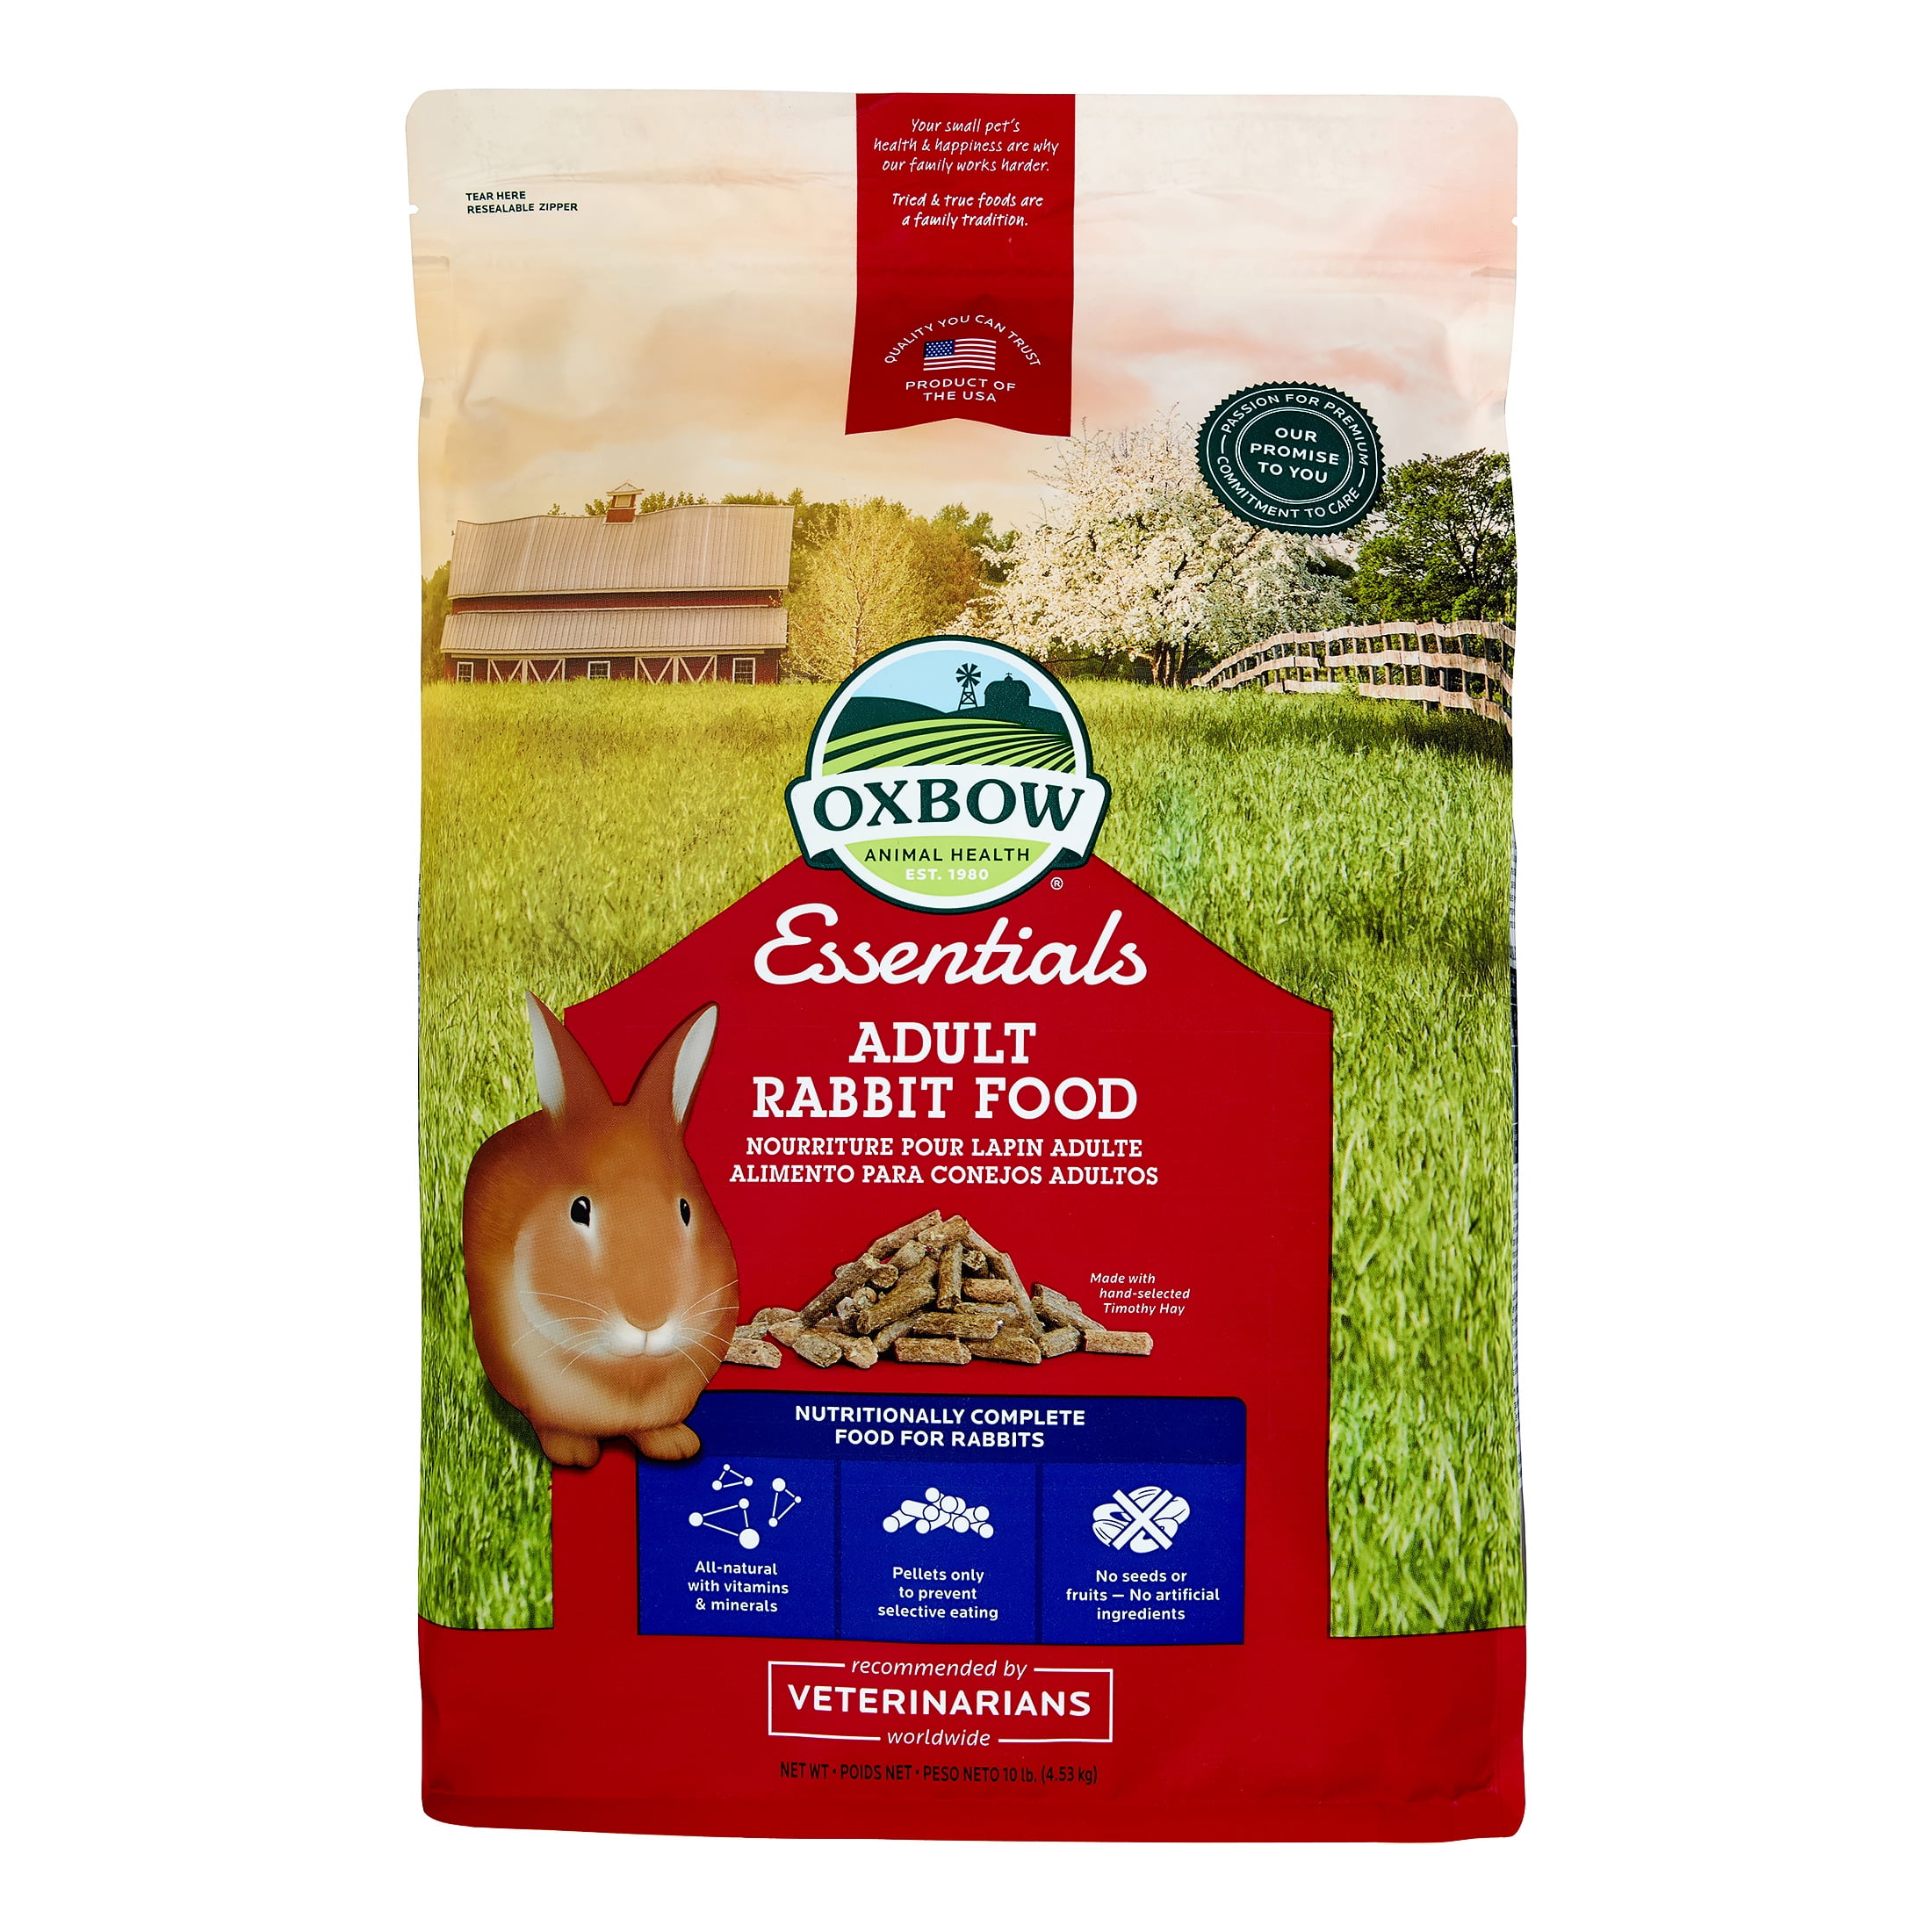 Your small pet's
health & happiness are why
our family works harder.
Tried & true foods are
a family tradition.
TEAR HERE
RESEALABLE ZIPPER
QUALITY YOU CAN TRUST
PRODUCT OF
THE USA
PASSION FOR PREMIUM
OUR
PROMISE
TO YOU
COMMITMENT TO CARE
OXBOW
ANIMAL HEALTH
EST. 1980
®
Essentials
ADULT
RABBIT FOOD
NOURRITURE POUR LAPIN ADULTE
ALIMENTO PARA CONEJOS ADULTOS
Made with
hand-selected
Timothy Hay
NUTRITIONALLY COMPLETE
FOOD FOR RABBITS
All-natural
with vitamins
& minerals
Pellets only
to prevent
selective eating
No seeds or
fruits — No artificial
ingredients
recommended by
VETERINARIANS
worldwide
NET WT • POIDS NET • PESO NETO 10 lb. (4.53 kg)